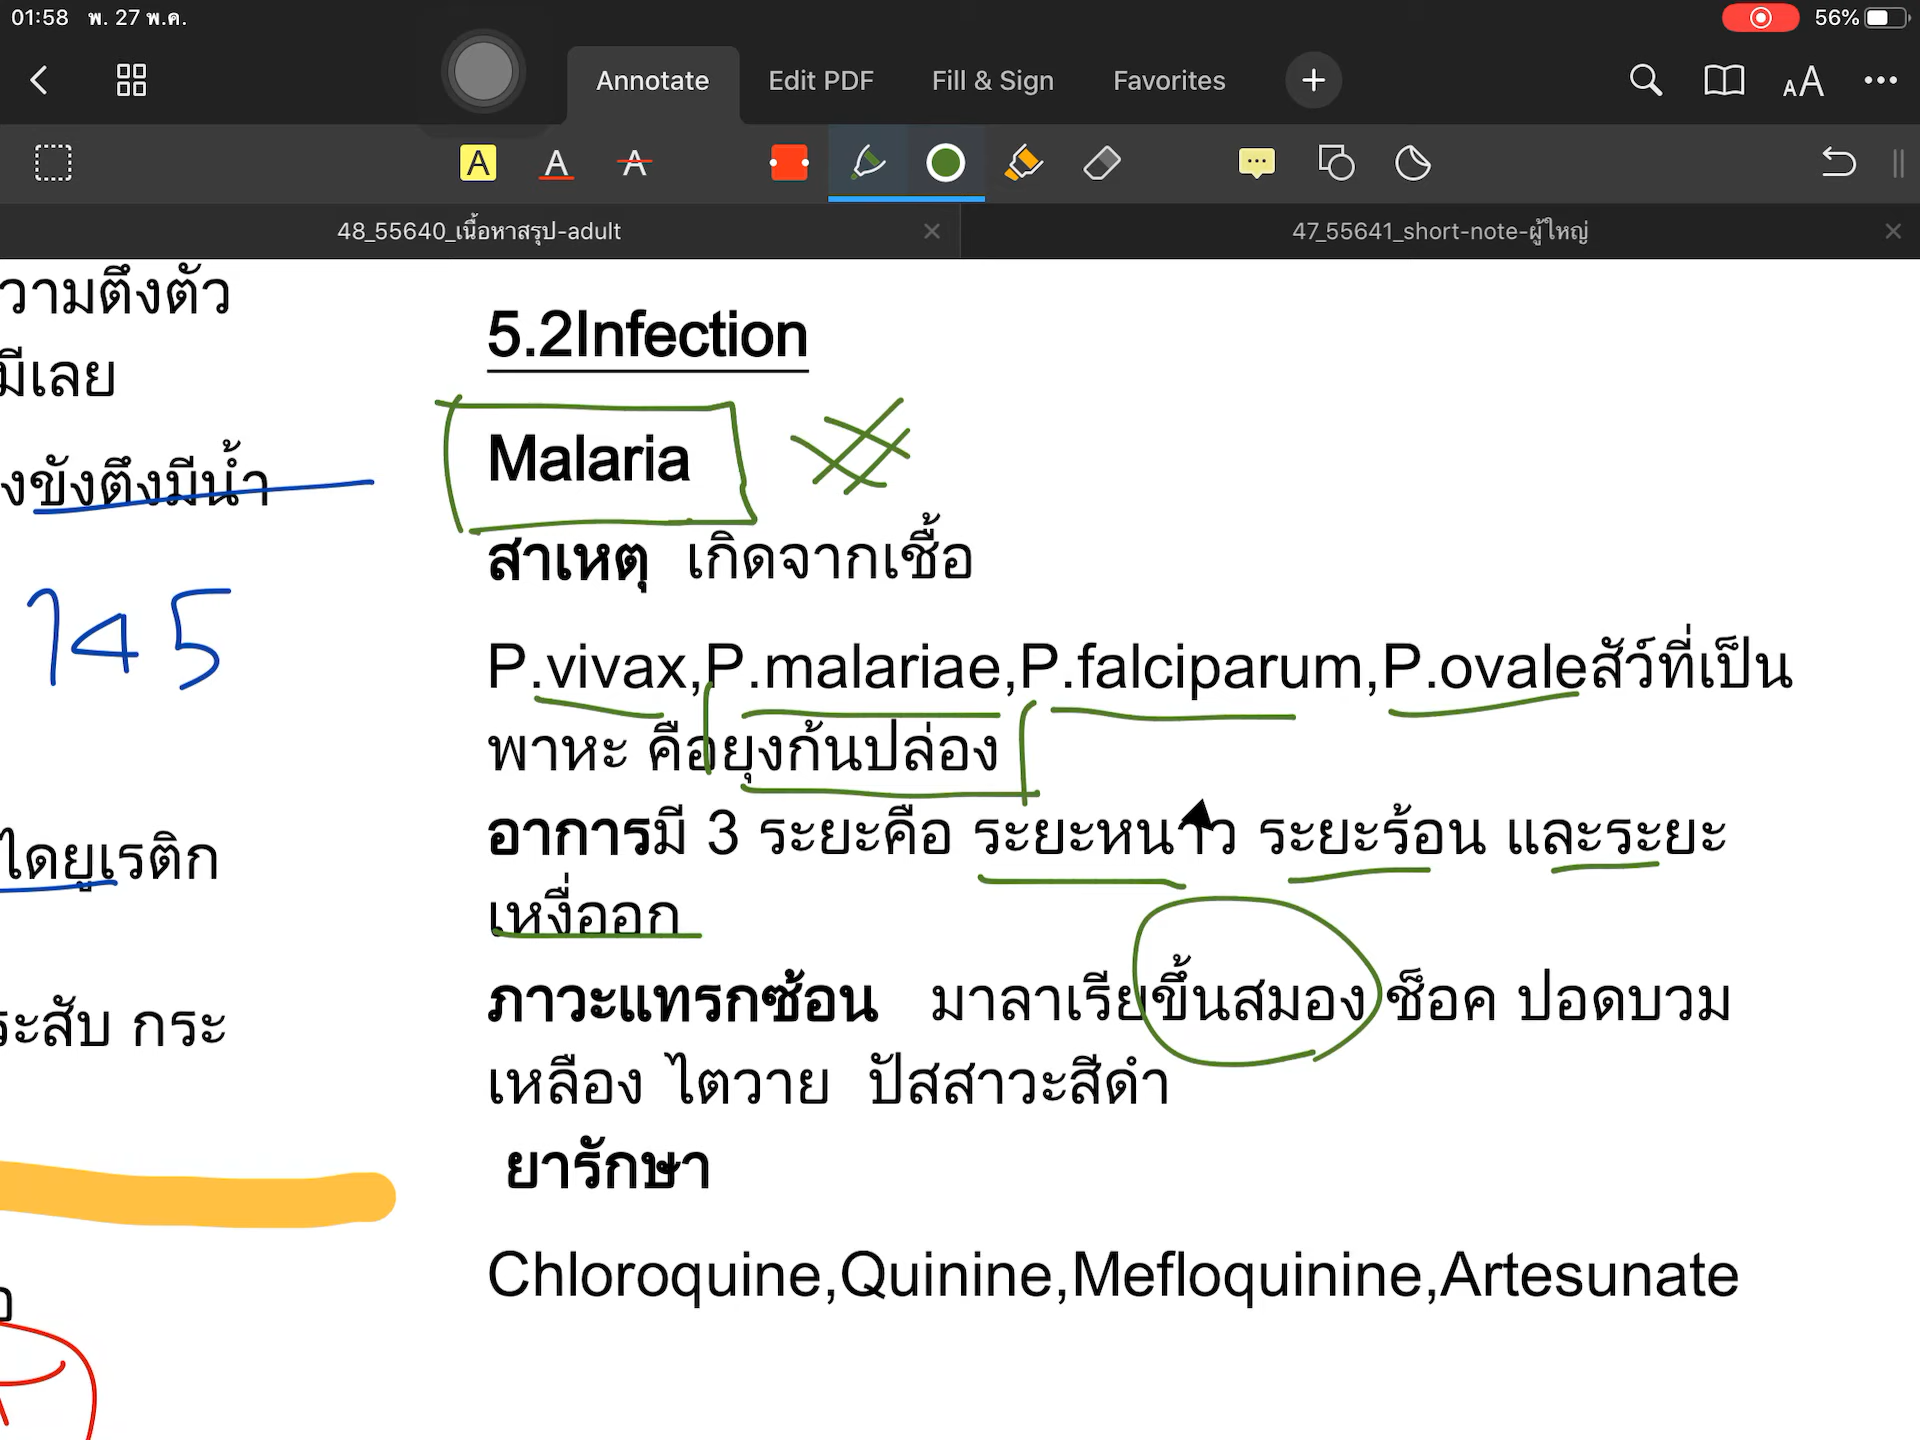 01:58 พ. 27 พ.ค.
56%
Annotate Edit PDF Fill & Sign Favorites
A A A
AA
48_55640_เนื้อหาสรุป-adult
47_55641_short-note-ผู้ใหญ่
วามตึงตัว
มีเลย
งขังตึงมีน้ำ
145
ไดยูเรติก
ระสับ กระ
5.2Infection
Malaria
สาเหตุ เกิดจากเชื้อ
P.vivax,P.malariae,P.falciparum,P.ovaleสัว์ที่เป็น
พาหะ คือยุงก้นปล่อง
อาการมี 3 ระยะคือ ระยะหนาว ระยะร้อน และระยะ
เหงื่ออก
ภาวะแทรกซ้อน มาลาเรียขึ้นสมอง ช็อค ปอดบวม
เหลือง ไตวาย ปัสสาวะสีดำ
ยารักษา
Chloroquine,Quinine,Mefloquinine,Artesunate